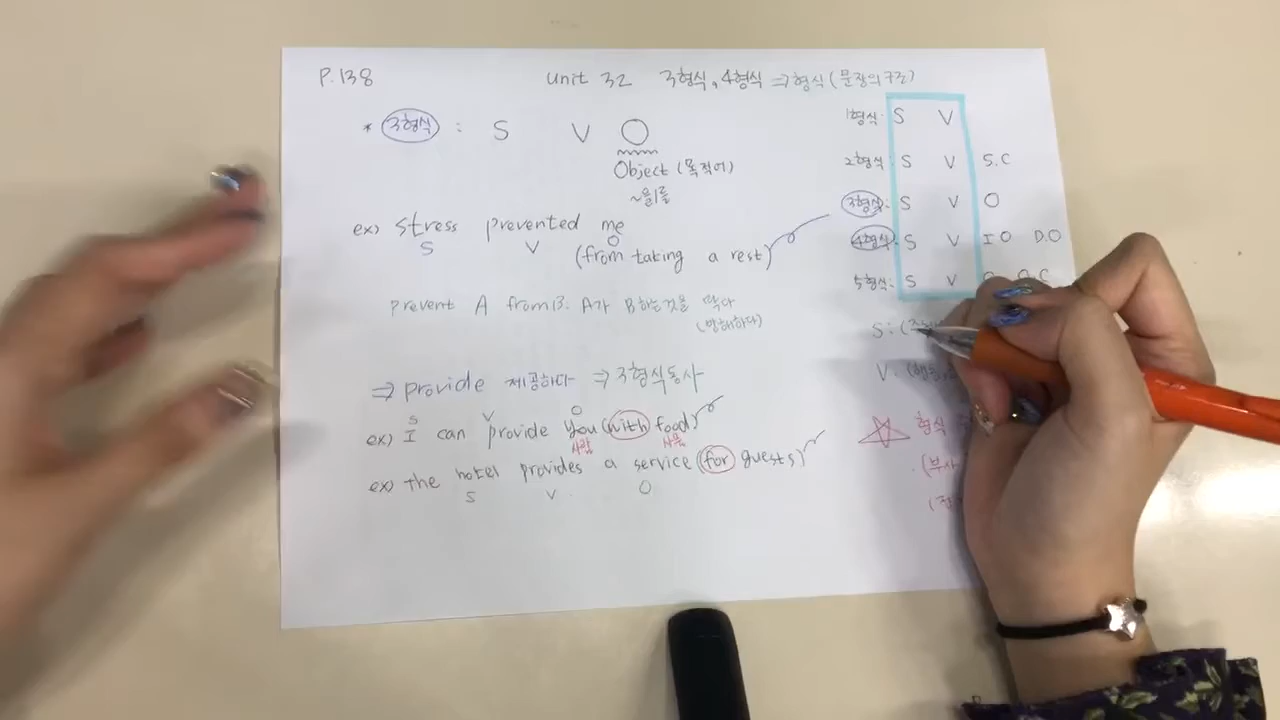 P.138
unit 32 3형식, 4형식 ⇒ 형식 (문장의 구조)
* 3형식 : S V O
Object (목적어)
~을/를
ex) stress prevented me
S V O
(from taking a rest)
prevent A from B. A가 B하는것을 막다
(방해하다)
⇒ provide 제공하다 ⇒ 3형식동사
S V O
ex) I can provide you (with) food)
사람 사물
ex) the hotel provides a service (for guests)
S V O
1형식: S V
2형식: S V S.C
3형식: S V O
4형식: S V I.O D.O
5형식: S V
S: (
V. (
형식
(부사